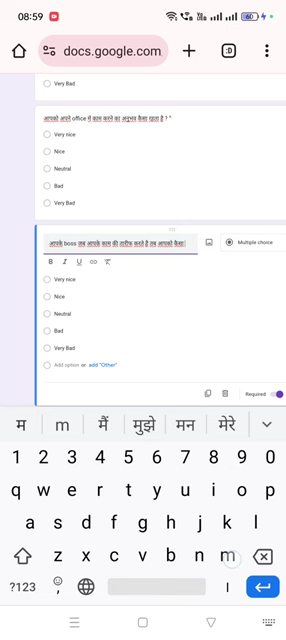 08:59
60
docs.google.com
:D
Very Bad
आपको अपने office में काम करने का अनुभव कैसा रहता है ? *
Very nice
Nice
Neutral
Bad
Very Bad
आपके boss जब आपके काम की तारीफ करते है तब आपको कैसा
Multiple choice
B I U
Very nice
Nice
Neutral
Bad
Very Bad
Add option or add "Other"
Required
म m मैं मुझे मन मेरे
1 2 3 4 5 6 7 8 9 0
q w e r t y u i o p
a s d f g h j k l
z x c v b n m
?123 , ।